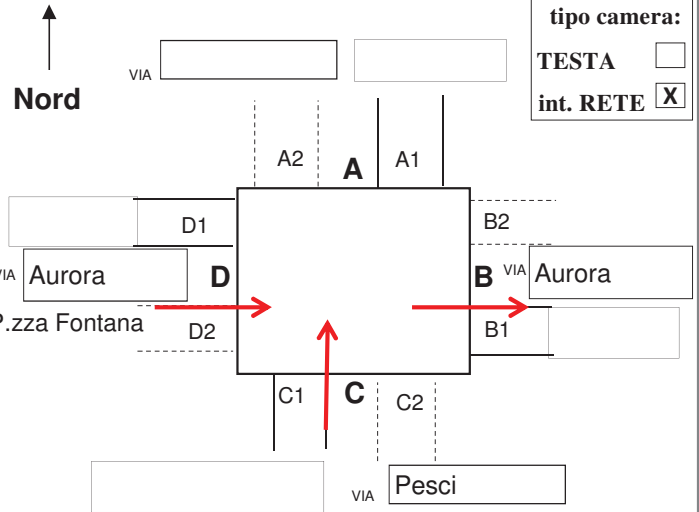 tipo camera:
TESTA
int. RETE X
Nord
VIA
A2 A A1
D1 B2
VIA Aurora D B VIA Aurora
P.zza Fontana D2 B1
C1 C C2
VIA Pesci